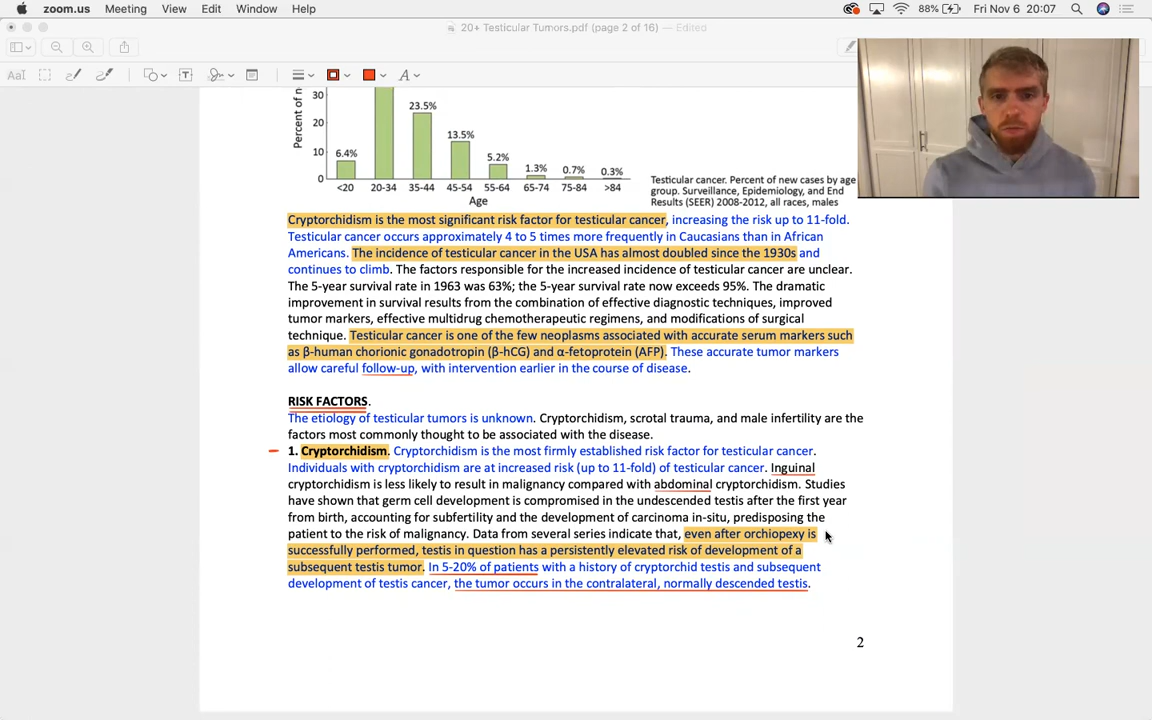 zoom.us Meeting View Edit Window Help 88% Fri Nov 6 20:07
20+ Testicular Tumors.pdf (page 2 of 16) — Edited
AaI T A
Percent of n
30
20
10
0
6.4%
23.5%
13.5%
5.2%
1.3%
0.7%
0.3%
<20 20-34 35-44 45-54 55-64 65-74 75-84 >84
Age
Testicular cancer. Percent of new cases by age
group. Surveillance, Epidemiology, and End
Results (SEER) 2008-2012, all races, males
Cryptorchidism is the most significant risk factor for testicular cancer, increasing the risk up to 11-fold.
Testicular cancer occurs approximately 4 to 5 times more frequently in Caucasians than in African
Americans. The incidence of testicular cancer in the USA has almost doubled since the 1930s and
continues to climb. The factors responsible for the increased incidence of testicular cancer are unclear.
The 5-year survival rate in 1963 was 63%; the 5-year survival rate now exceeds 95%. The dramatic
improvement in survival results from the combination of effective diagnostic techniques, improved
tumor markers, effective multidrug chemotherapeutic regimens, and modifications of surgical
technique. Testicular cancer is one of the few neoplasms associated with accurate serum markers such
as β-human chorionic gonadotropin (β-hCG) and α-fetoprotein (AFP). These accurate tumor markers
allow careful follow-up, with intervention earlier in the course of disease.
RISK FACTORS.
The etiology of testicular tumors is unknown. Cryptorchidism, scrotal trauma, and male infertility are the
factors most commonly thought to be associated with the disease.
1. Cryptorchidism. Cryptorchidism is the most firmly established risk factor for testicular cancer.
Individuals with cryptorchidism are at increased risk (up to 11-fold) of testicular cancer. Inguinal
cryptorchidism is less likely to result in malignancy compared with abdominal cryptorchidism. Studies
have shown that germ cell development is compromised in the undescended testis after the first year
from birth, accounting for subfertility and the development of carcinoma in-situ, predisposing the
patient to the risk of malignancy. Data from several series indicate that, even after orchiopexy is
successfully performed, testis in question has a persistently elevated risk of development of a
subsequent testis tumor. In 5-20% of patients with a history of cryptorchid testis and subsequent
development of testis cancer, the tumor occurs in the contralateral, normally descended testis.
2